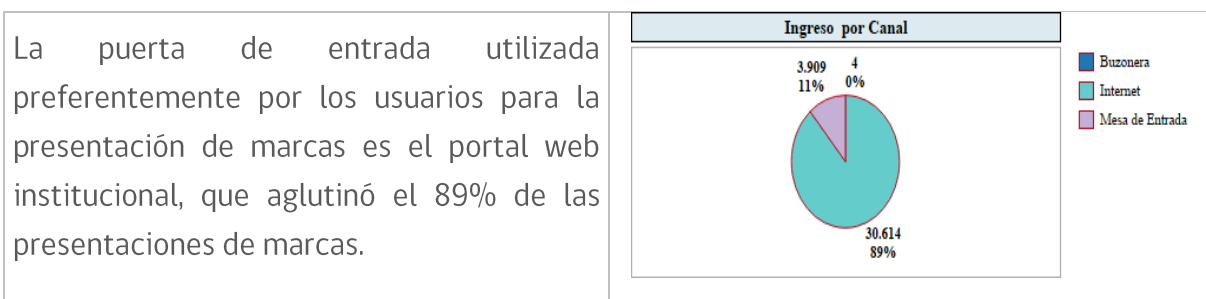 La puerta de entrada utilizada
preferentemente por los usuarios para la
presentación de marcas es el portal web
institucional, que aglutinó el 89% de las
presentaciones de marcas.
Ingreso por Canal
3.909 4
11% 0%
30.614
89%
Buzonera
Internet
Mesa de Entrada